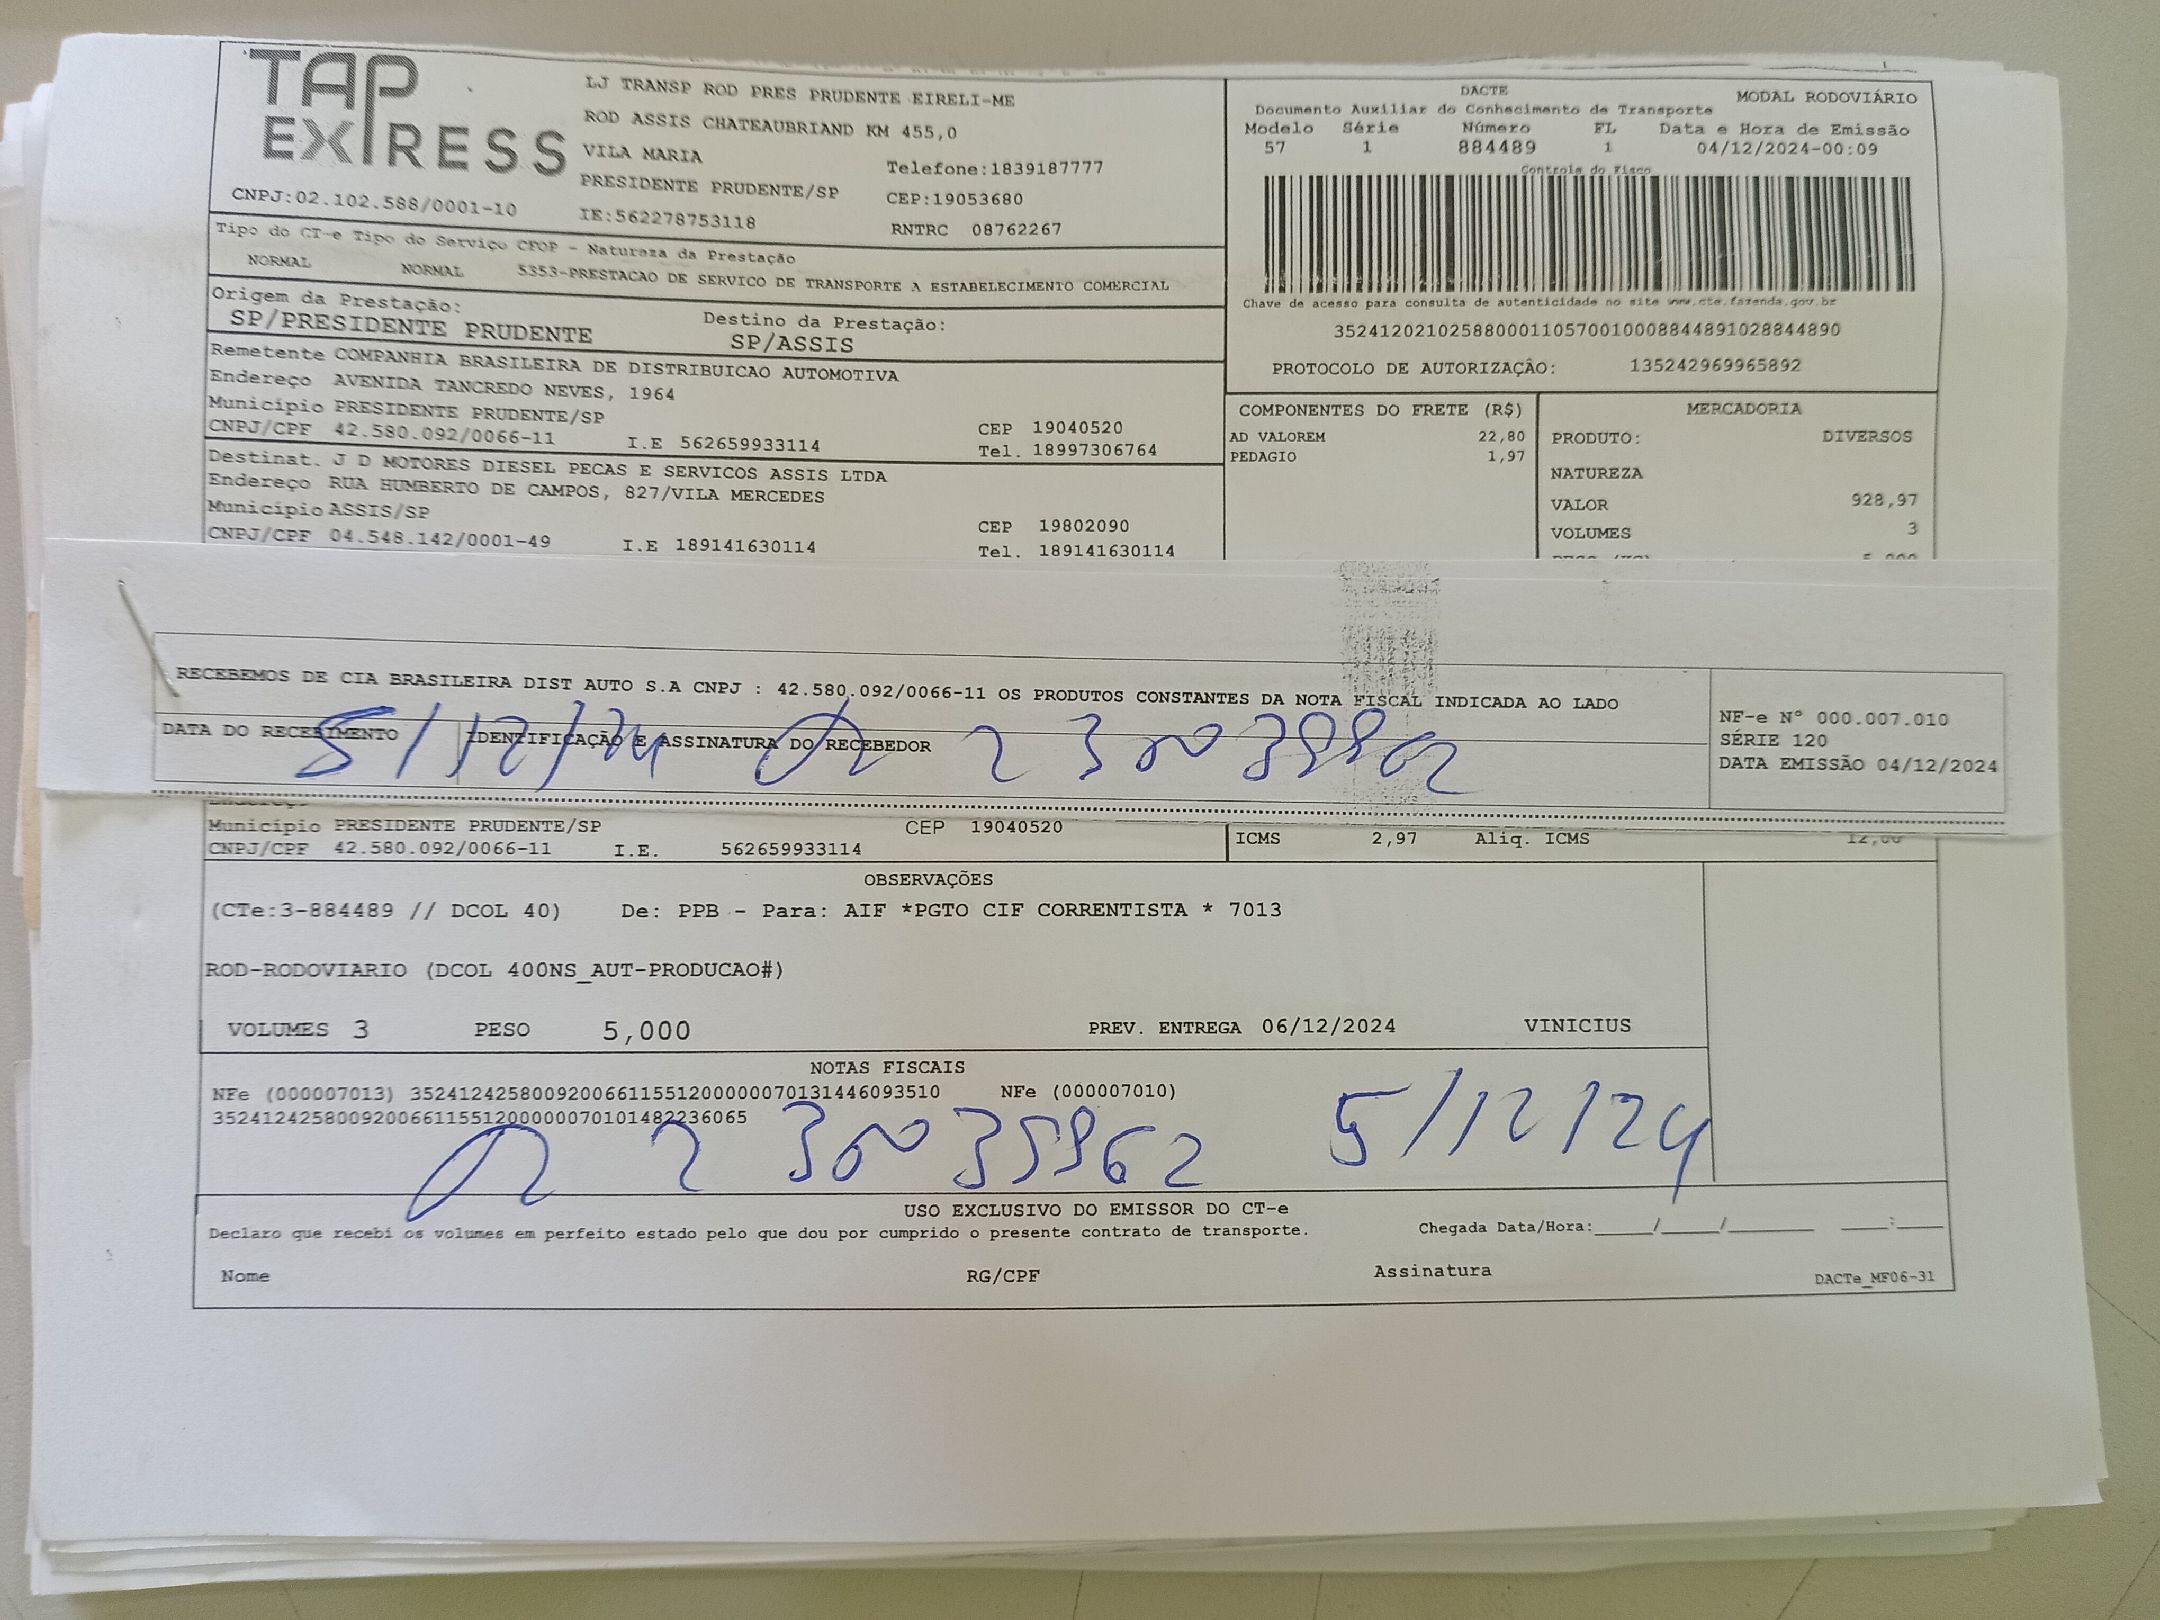 TAP EXPRESS
LJ TRANSP ROD PRES PRUDENTE EIRELI-ME
ROD ASSIS CHATEAUBRIAND KM 455,0
VILA MARIA
Telefone:1839187777
PRESIDENTE PRUDENTE/SP
CEP:19053680
CNPJ:02.102.588/0001-10
IE:562278753118
RNTRC 08762267
DACTE
MODAL RODOVIÁRIO
Documento Auxiliar do Conhecimento de Transporte
Modelo Série Número FL Data e Hora de Emissão
57 1 884489 1 04/12/2024-00:09
Controle do Fisco
Chave de acesso para consulta de autenticidade no site www.cte.fazenda.gov.br
35241202102588000110570010008844891028844890
PROTOCOLO DE AUTORIZAÇÃO: 135242969965892
Tipo do CT-e Tipo do Serviço CFOP - Natureza da Prestação
NORMAL NORMAL 5353-PRESTACAO DE SERVICO DE TRANSPORTE A ESTABELECIMENTO COMERCIAL
Origem da Prestação: Destino da Prestação:
SP/PRESIDENTE PRUDENTE SP/ASSIS
Remetente COMPANHIA BRASILEIRA DE DISTRIBUICAO AUTOMOTIVA
Endereço AVENIDA TANCREDO NEVES, 1964
Município PRESIDENTE PRUDENTE/SP CEP 19040520
CNPJ/CPF 42.580.092/0066-11 I.E 562659933114 Tel. 18997306764
Destinat. J D MOTORES DIESEL PECAS E SERVICOS ASSIS LTDA
Endereço RUA HUMBERTO DE CAMPOS, 827/VILA MERCEDES
Município ASSIS/SP CEP 19802090
CNPJ/CPF 04.548.142/0001-49 I.E 189141630114 Tel. 189141630114
COMPONENTES DO FRETE (R$)
AD VALOREM 22,80
PEDAGIO 1,97
MERCADORIA
PRODUTO: DIVERSOS
NATUREZA
VALOR 928,97
VOLUMES 3
RECEBEMOS DE CIA BRASILEIRA DIST AUTO S.A CNPJ : 42.580.092/0066-11 OS PRODUTOS CONSTANTES DA NOTA FISCAL INDICADA AO LADO
DATA DO RECEBIMENTO IDENTIFICAÇÃO E ASSINATURA DO RECEBEDOR
5/12/24
NF-e N° 000.007.010
SÉRIE 120
DATA EMISSÃO 04/12/2024
Município PRESIDENTE PRUDENTE/SP CEP 19040520
CNPJ/CPF 42.580.092/0066-11 I.E. 562659933114
ICMS 2,97 Aliq. ICMS 12,00
OBSERVAÇÕES
(CTe:3-884489 // DCOL 40) De: PPB - Para: AIF *PGTO CIF CORRENTISTA * 7013
ROD-RODOVIARIO (DCOL 400NS_AUT-PRODUCAO#)
VOLUMES 3 PESO 5,000 PREV. ENTREGA 06/12/2024 VINICIUS
NOTAS FISCAIS
NFe (000007013) 35241242580092006611551200000070131446093510 NFe (000007010)
35241242580092006611551200000070101482236065
5/12/24
USO EXCLUSIVO DO EMISSOR DO CT-e
Declaro que recebi os volumes em perfeito estado pelo que dou por cumprido o presente contrato de transporte. Chegada Data/Hora:____/____/______ ___:___
Nome RG/CPF Assinatura DACTe_MF06-31